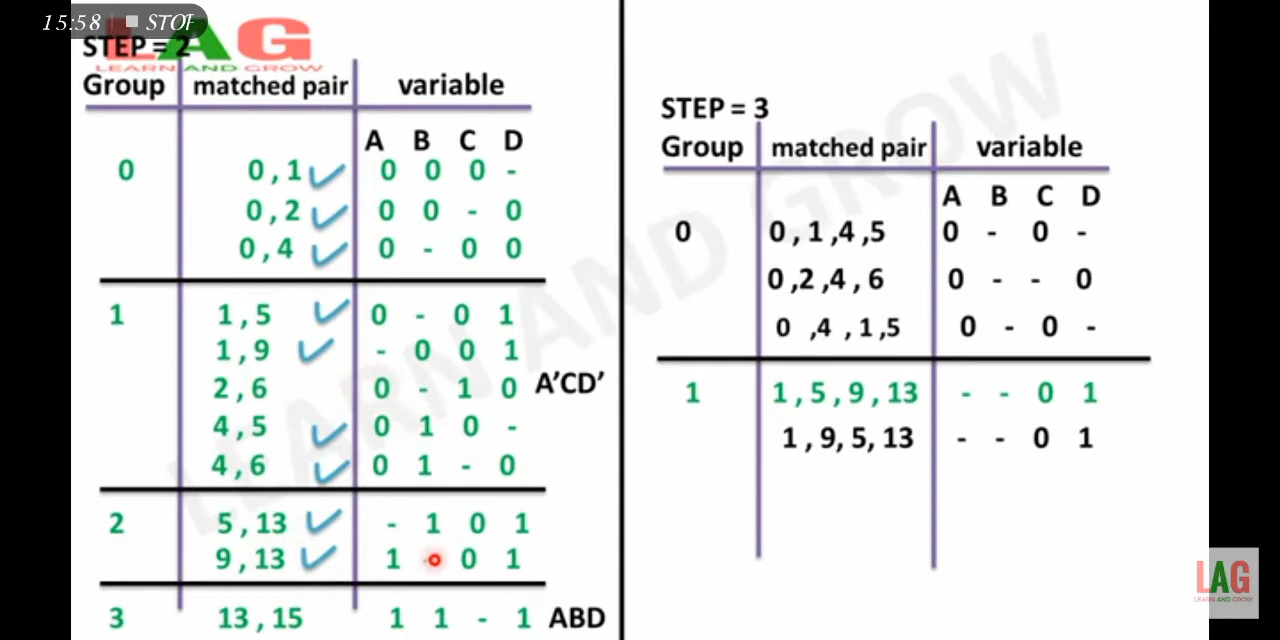 15:58 STOP
LAG
LEARN AND GROW
STEP = 2
Group matched pair variable
A B C D
0 0,1 0 0 0 -
0,2 0 0 - 0
0,4 0 - 0 0
1 1,5 0 - 0 1
1,9 - 0 0 1
2,6 0 - 1 0 A'CD'
4,5 0 1 0 -
4,6 0 1 - 0
2 5,13 - 1 0 1
9,13 1 0 1
3 13,15 1 1 - 1 ABD
STEP = 3
Group matched pair variable
A B C D
0 0,1,4,5 0 - 0 -
0,2,4,6 0 - - 0
0,4,1,5 0 - 0 -
1 1,5,9,13 - - 0 1
1,9,5,13 - - 0 1
LEARN AND GROW
LAG
LEARN AND GROW